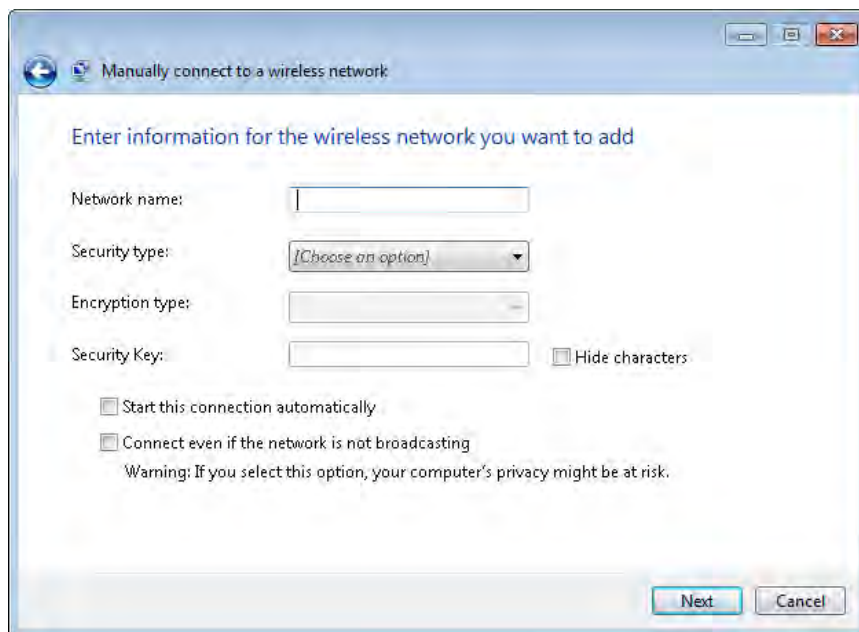 Manually connect to a wireless network
Enter information for the wireless network you want to add
Network name:
Security type:
[Choose an option]
Encryption type:
Security Key:
Hide characters
Start this connection automatically
Connect even if the network is not broadcasting
Warning: If you select this option, your computer's privacy might be at risk.
Next
Cancel